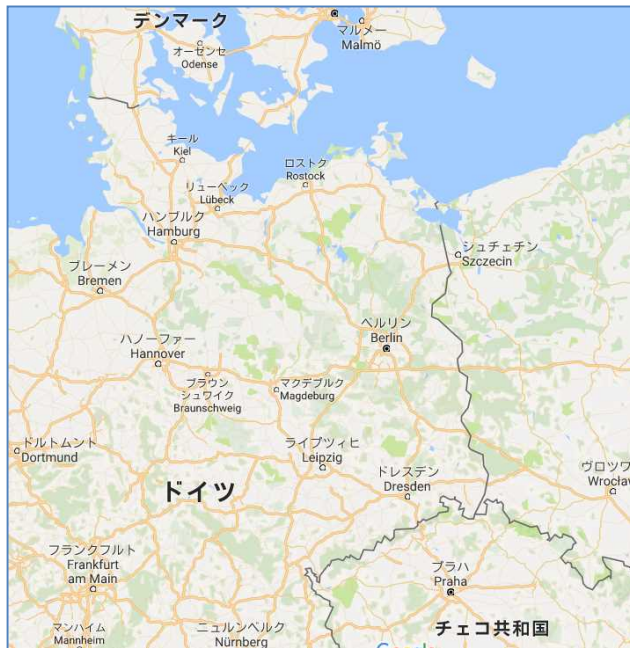 デンマーク
マルメー
Malmö
オーゼンセ
Odense
キール
Kiel
ロストク
Rostock
リューベック
Lübeck
ハンブルク
Hamburg
シュチェチン
Szczecin
ブレーメン
Bremen
ベルリン
Berlin
ハノーファー
Hannover
ブラウン
シュワイク
Braunschweig
マクデブルク
Magdeburg
ドルトムント
Dortmund
ライプツィヒ
Leipzig
ドレスデン
Dresden
ヴロツワ
Wrocław
ドイツ
フランクフルト
Frankfurt
am Main
プラハ
Praha
マンハイム
Mannheim
ニュルンベルク
Nürnberg
チェコ共和国
Google